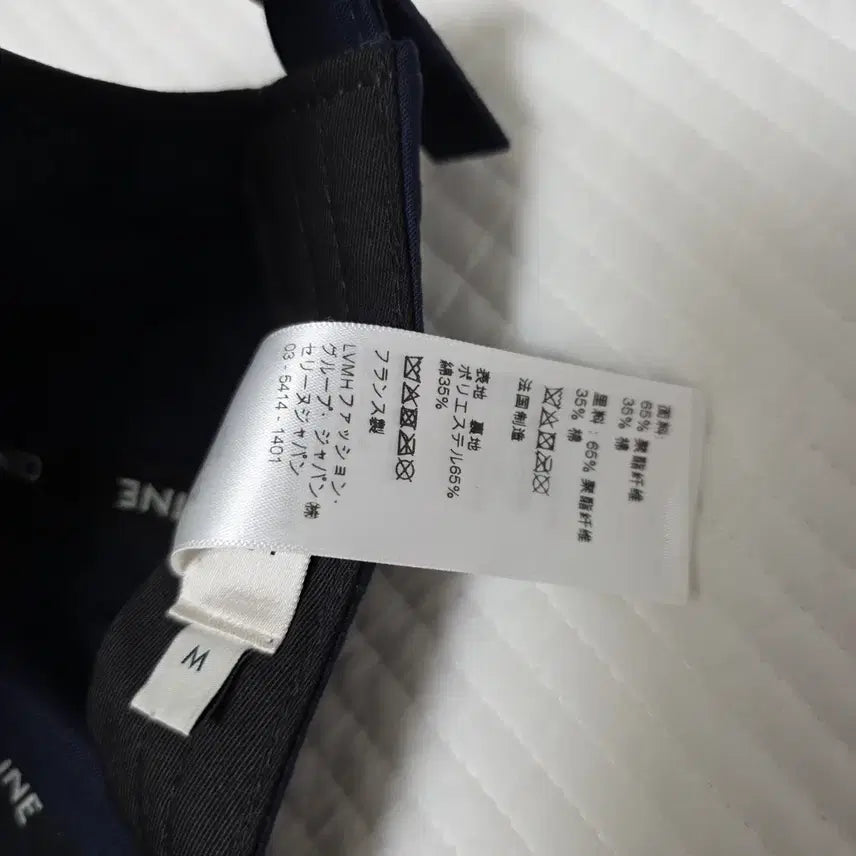 面料:
65% 聚酯纤维
35% 棉
里料: 65% 聚酯纤维
35% 棉
法国制造
表地 裏地
ポリエステル65%
綿35%
フランス製
LVMHファッション・
グループ・ジャパン㈱
セリーヌジャパン
03-5414-1401
INE
M
INE